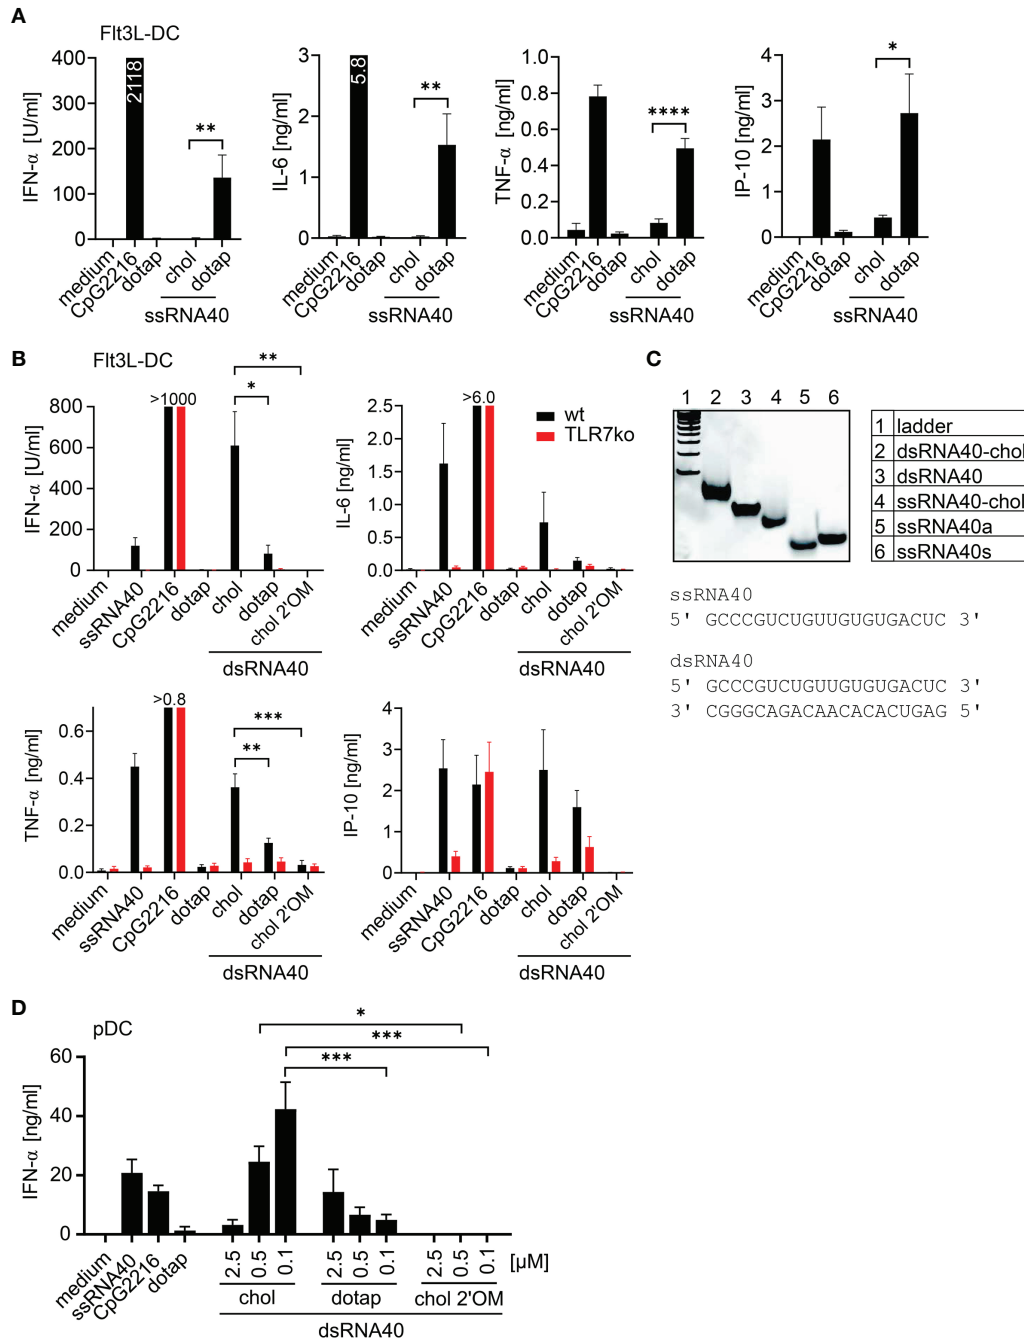 A
Flt3L-DC
IFN-α [U/ml]
400
300
200
100
0
2118
**
medium
CpG2216
dotap
chol
dotap
ssRNA40
IL-6 [ng/ml]
3
2
1
0
5.8
**
medium
CpG2216
dotap
chol
dotap
ssRNA40
TNF-α [ng/ml]
1.0
0.8
0.6
0.4
0.2
0.0
****
medium
CpG2216
dotap
chol
dotap
ssRNA40
IP-10 [ng/ml]
4
3
2
1
0
*
medium
CpG2216
dotap
chol
dotap
ssRNA40
B
Flt3L-DC
IFN-α [U/ml]
800
600
400
200
0
>1000
**
*
medium
ssRNA40
CpG2216
dotap
chol
dotap
chol 2'OM
dsRNA40
IL-6 [ng/ml]
2.5
2.0
1.5
1.0
0.5
0.0
>6.0
wt
TLR7ko
medium
ssRNA40
CpG2216
dotap
chol
dotap
chol 2'OM
dsRNA40
TNF-α [ng/ml]
0.6
0.4
0.2
0.0
>0.8
***
**
medium
ssRNA40
CpG2216
dotap
chol
dotap
chol 2'OM
dsRNA40
IP-10 [ng/ml]
4
3
2
1
0
medium
ssRNA40
CpG2216
dotap
chol
dotap
chol 2'OM
dsRNA40
C
1 2 3 4 5 6
1 ladder
2 dsRNA40-chol
3 dsRNA40
4 ssRNA40-chol
5 ssRNA40a
6 ssRNA40s
ssRNA40
5' GCCCGUCUGUUGUGUGACUC 3'
dsRNA40
5' GCCCGUCUGUUGUGUGACUC 3'
3' CGGGCAGACAACACACUGAG 5'
D
pDC
IFN-α [ng/ml]
60
40
20
0
*
***
***
medium
ssRNA40
CpG2216
dotap
2.5 0.5 0.1 2.5 0.5 0.1 2.5 0.5 0.1 [µM]
chol dotap chol 2'OM
dsRNA40